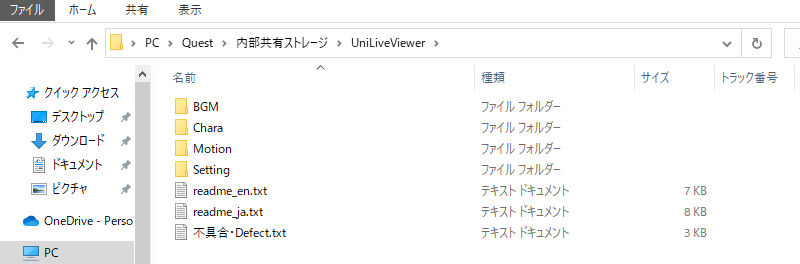 ファイル ホーム 共有 表示
PC > Quest > 内部共有ストレージ > UniLiveViewer >
名前 種類 サイズ トラック番号
クイック アクセス
デスクトップ
ダウンロード
ドキュメント
ピクチャ
OneDrive - Perso
PC
BGM ファイル フォルダー
Chara ファイル フォルダー
Motion ファイル フォルダー
Setting ファイル フォルダー
readme_en.txt テキスト ドキュメント 7 KB
readme_ja.txt テキスト ドキュメント 8 KB
不具合・Defect.txt テキスト ドキュメント 3 KB